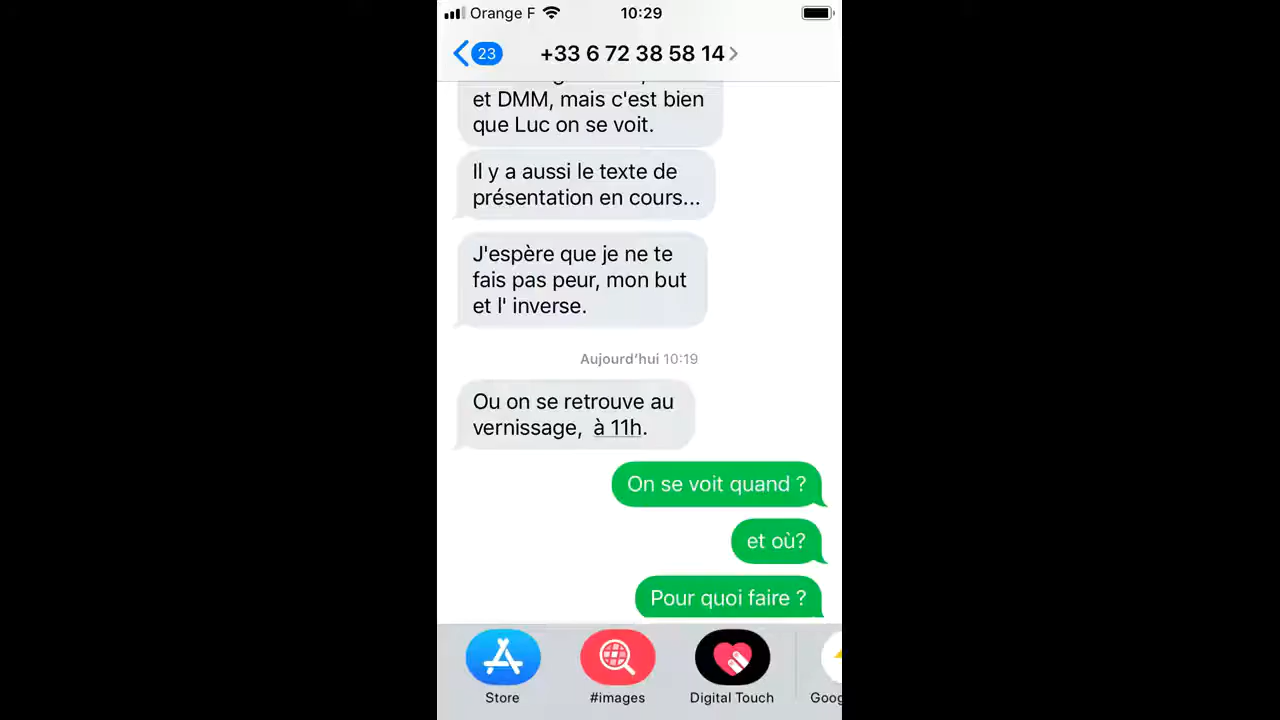 Orange F
10:29
23
+33 6 72 38 58 14
et DMM, mais c'est bien
que Luc on se voit.
Il y a aussi le texte de
présentation en cours...
J'espère que je ne te
fais pas peur, mon but
et l' inverse.
Aujourd'hui 10:19
Ou on se retrouve au
vernissage,  à 11h.
On se voit quand ?
et où?
Pour quoi faire ?
Store
#images
Digital Touch